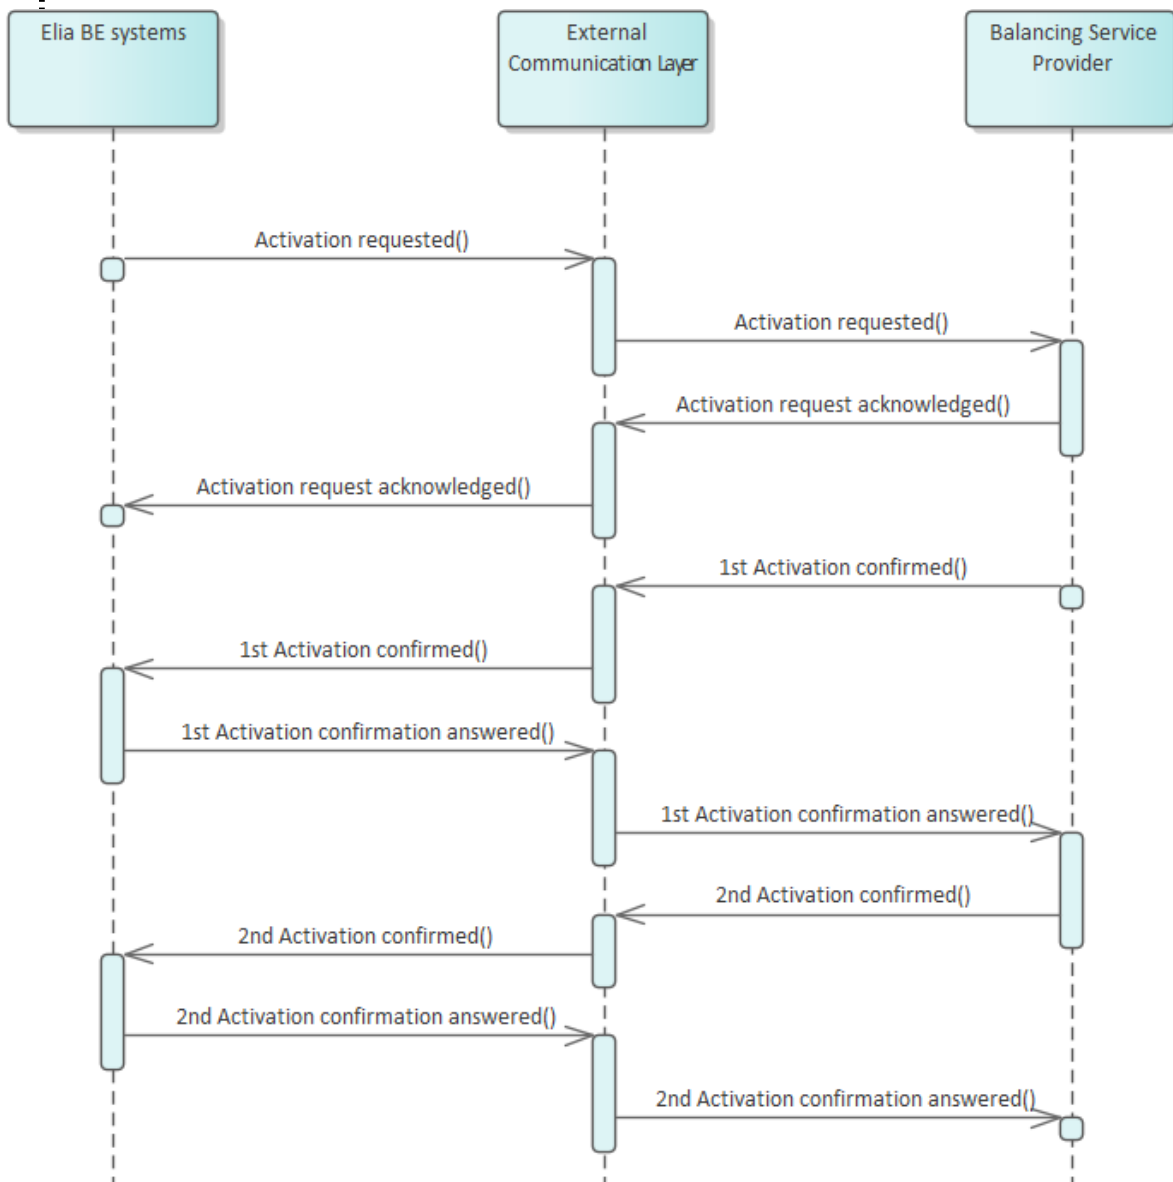 Elia BE systems
External
Communication Layer
Balancing Service
Provider
Activation requested()
Activation requested()
Activation request acknowledged()
Activation request acknowledged()
1st Activation confirmed()
1st Activation confirmed()
1st Activation confirmation answered()
1st Activation confirmation answered()
2nd Activation confirmed()
2nd Activation confirmed()
2nd Activation confirmation answered()
2nd Activation confirmation answered()